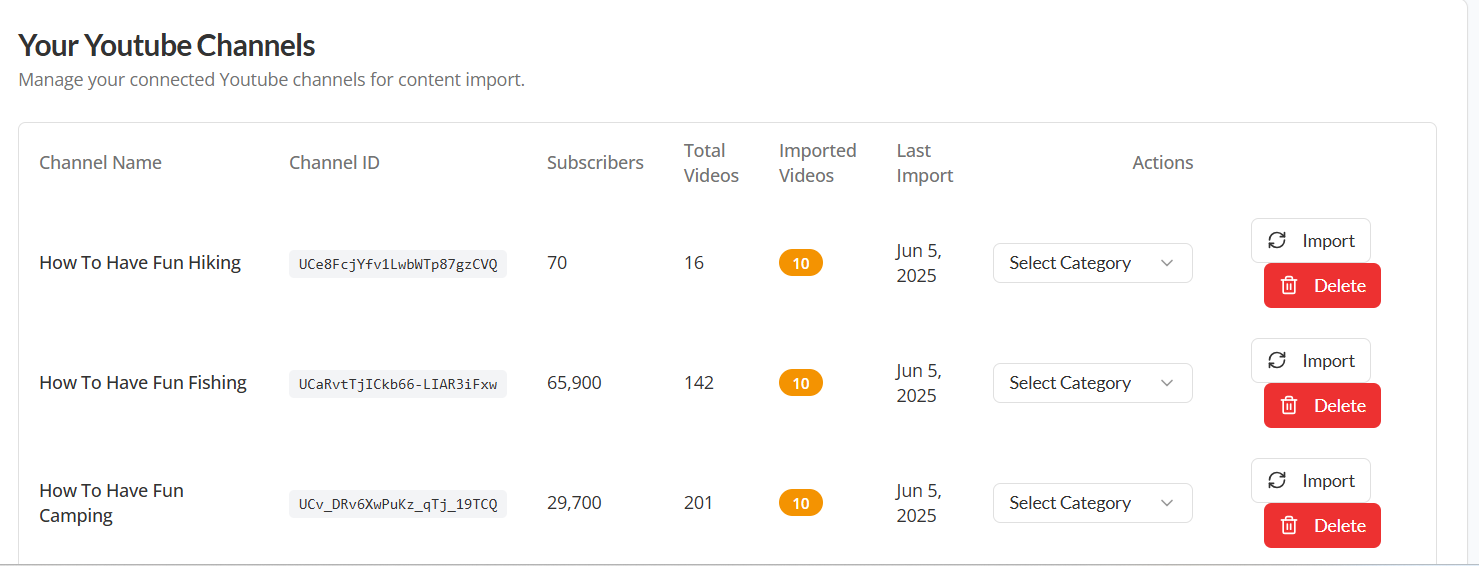 Your Youtube Channels
Manage your connected Youtube channels for content import.
Channel Name Channel ID Subscribers Total Videos Imported Videos Last Import Actions
How To Have Fun Hiking UCe8FcjYfv1LwbWTp87gzCVQ 70 16 10 Jun 5, 2025 Select Category Import
Delete
How To Have Fun Fishing UCaRvtTjICkb66-LIAR3iFxw 65,900 142 10 Jun 5, 2025 Select Category Import
Delete
How To Have Fun Camping UCv_DRv6XwPuKz_qTj_19TCQ 29,700 201 10 Jun 5, 2025 Select Category Import
Delete